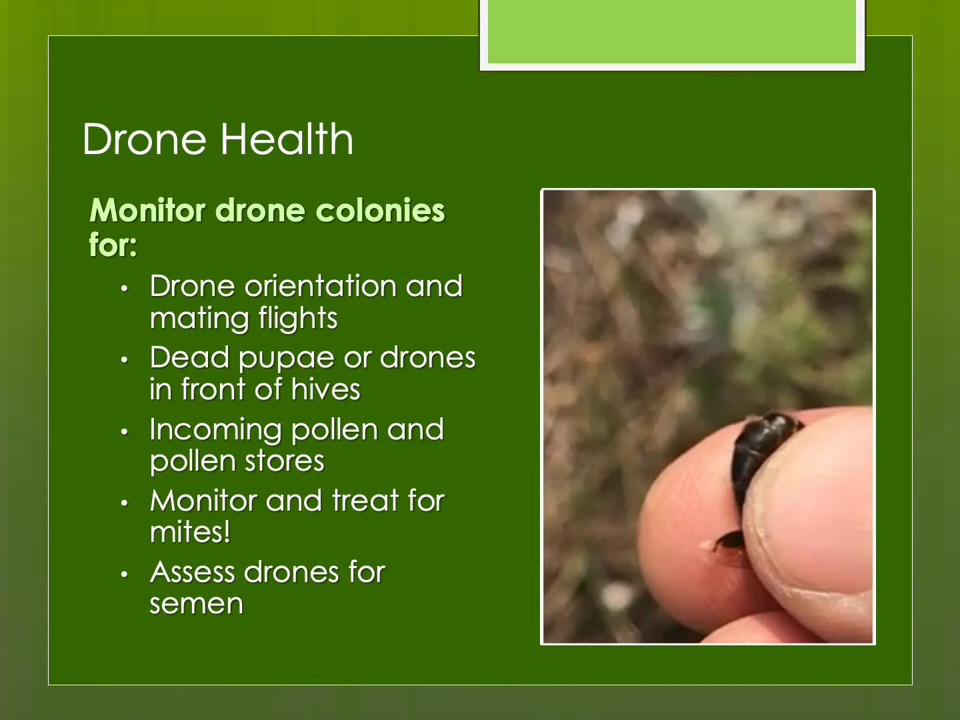 Drone Health
Monitor drone colonies
for:
• Drone orientation and
mating flights
• Dead pupae or drones
in front of hives
• Incoming pollen and
pollen stores
• Monitor and treat for
mites!
• Assess drones for
semen